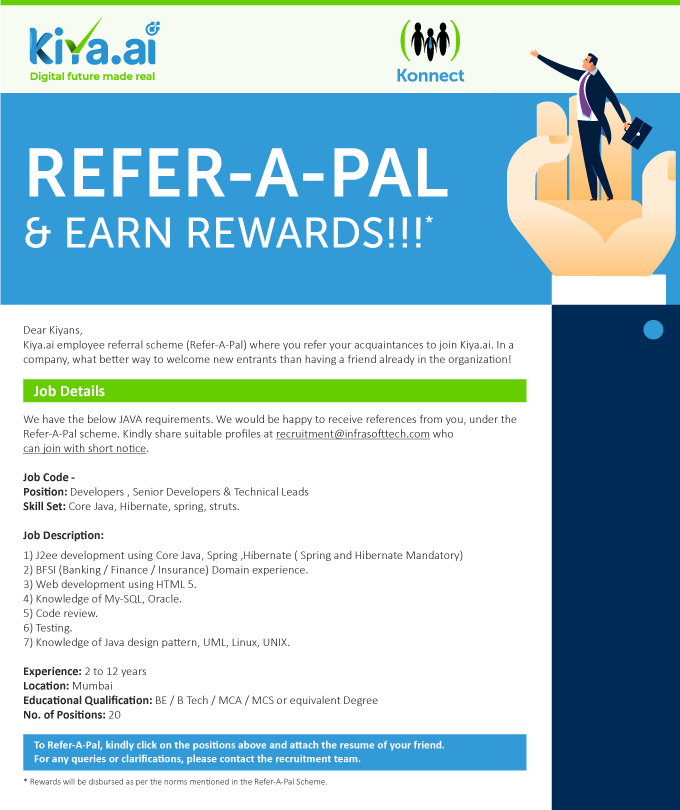 Kiya.ai
Digital future made real
Konnect
REFER-A-PAL
& EARN REWARDS!!!*
Dear Kiyans,
Kiya.ai employee referral scheme (Refer-A-Pal) where you refer your acquaintances to join Kiya.ai. In a
company, what better way to welcome new entrants than having a friend already in the organization!
Job Details
We have the below JAVA requirements. We would be happy to receive references from you, under the
Refer-A-Pal scheme. Kindly share suitable profiles at recruitment@infrasofttech.com who
can join with short notice.
Job Code -
Position: Developers , Senior Developers & Technical Leads
Skill Set: Core Java, Hibernate, spring, struts.
Job Description:
1) J2ee development using Core Java, Spring ,Hibernate ( Spring and Hibernate Mandatory)
2) BFSI (Banking / Finance / Insurance) Domain experience.
3) Web development using HTML 5.
4) Knowledge of My-SQL, Oracle.
5) Code review.
6) Testing.
7) Knowledge of Java design pattern, UML, Linux, UNIX.
Experience: 2 to 12 years
Location: Mumbai
Educational Qualification: BE / B Tech / MCA / MCS or equivalent Degree
No. of Positions: 20
To Refer-A-Pal, kindly click on the positions above and attach the resume of your friend.
For any queries or clarifications, please contact the recruitment team.
* Rewards will be disbursed as per the norms mentioned in the Refer-A-Pal Scheme.